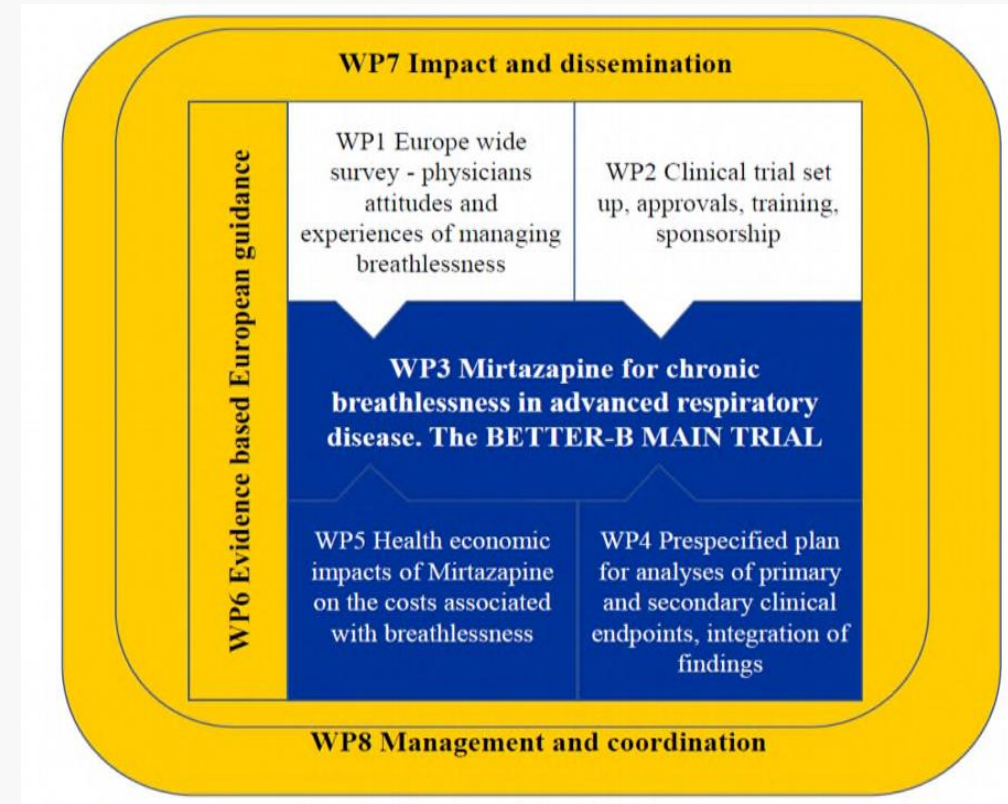 WP7 Impact and dissemination
WP6 Evidence based European guidance
WP1 Europe wide
survey - physicians
attitudes and
experiences of managing
breathlessness
WP2 Clinical trial set
up, approvals, training,
sponsorship
WP3 Mirtazapine for chronic
breathlessness in advanced respiratory
disease. The BETTER-B MAIN TRIAL
WP5 Health economic
impacts of Mirtazapine
on the costs associated
with breathlessness
WP4 Prespecified plan
for analyses of primary
and secondary clinical
endpoints, integration of
findings
WP8 Management and coordination